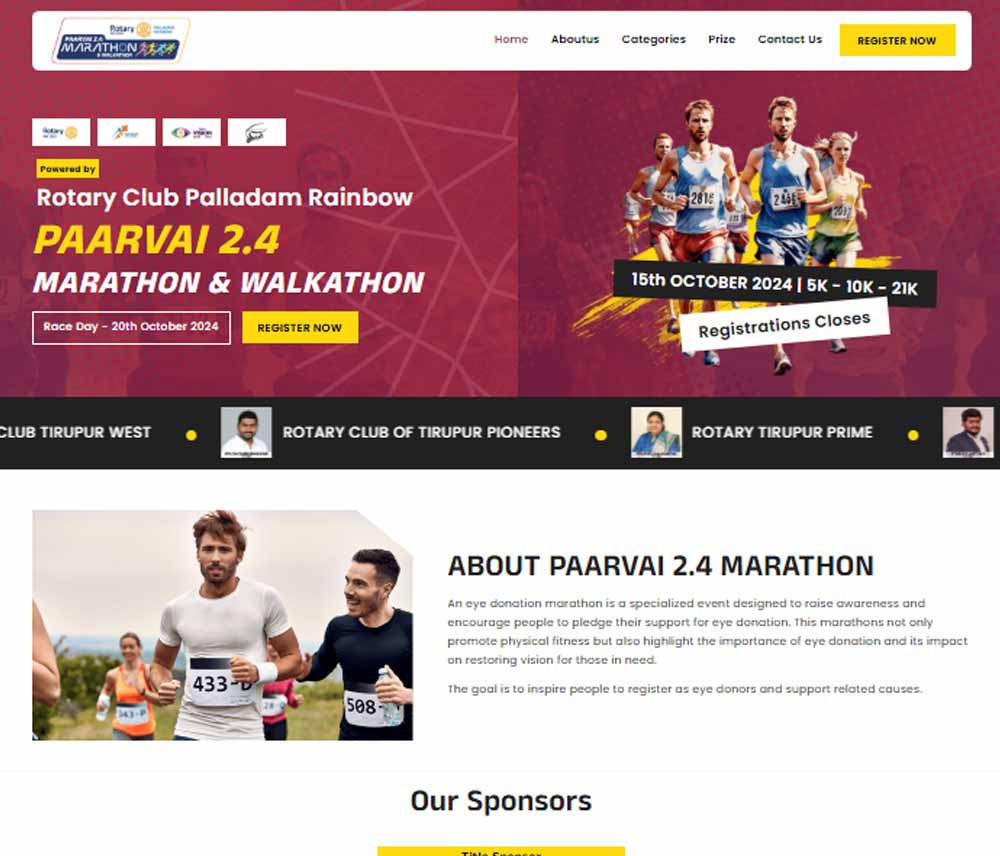 Rotary
PAARVAI 2.4
MARATHON
& WALKATHON
Home
Aboutus
Categories
Prize
Contact Us
REGISTER NOW
Rotary
VISION
Powered by
Rotary Club Palladam Rainbow
PAARVAI 2.4
MARATHON & WALKATHON
Race Day - 20th October 2024
REGISTER NOW
2816
15th OCTOBER 2024 | 5K - 10K - 21K
Registrations Closes
CLUB TIRUPUR WEST
ROTARY CLUB OF TIRUPUR PIONEERS
ROTARY TIRUPUR PRIME
433-D
508-
ABOUT PAARVAI 2.4 MARATHON
An eye donation marathon is a specialized event designed to raise awareness and
encourage people to pledge their support for eye donation. This marathons not only
promote physical fitness but also highlight the importance of eye donation and its impact
on restoring vision for those in need.
The goal is to inspire people to register as eye donors and support related causes.
Our Sponsors
Title Sponsor